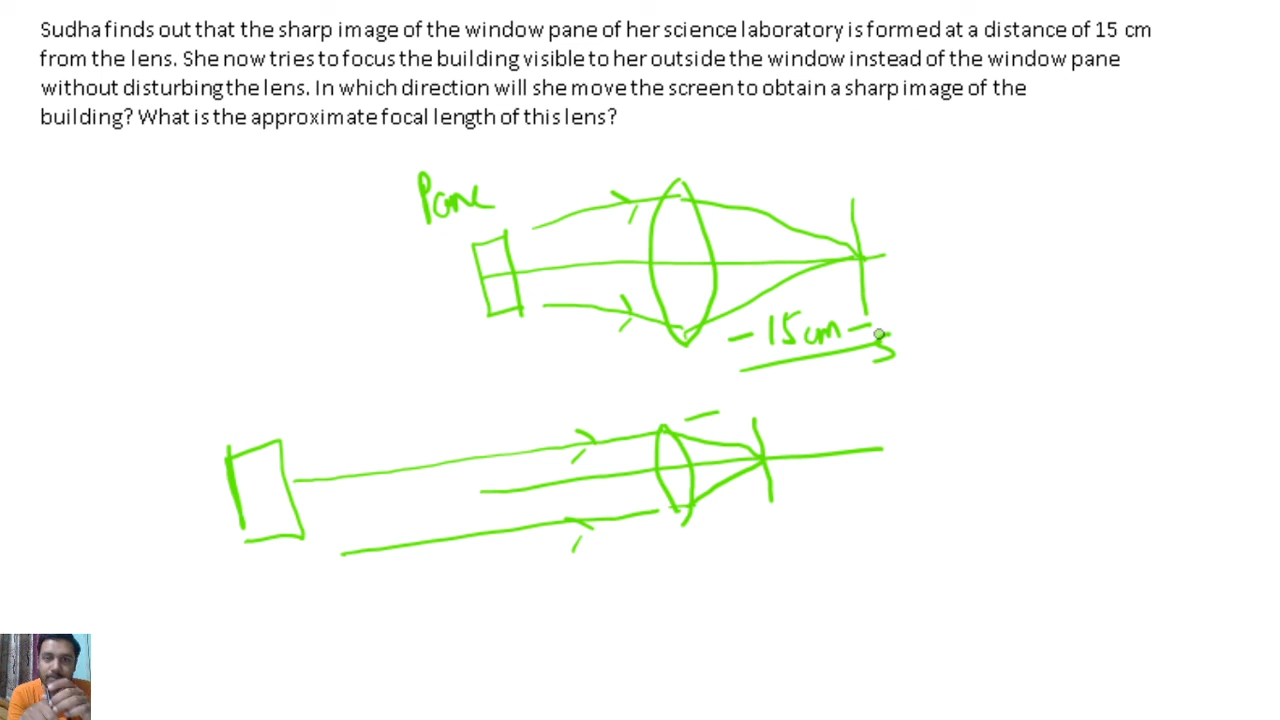 Sudha finds out that the sharp image of the window pane of her science laboratory is formed at a distance of 15 cm
from the lens. She now tries to focus the building visible to her outside the window instead of the window pane
without disturbing the lens. In which direction will she move the screen to obtain a sharp image of the
building? What is the approximate focal length of this lens?
Pane
15 cm